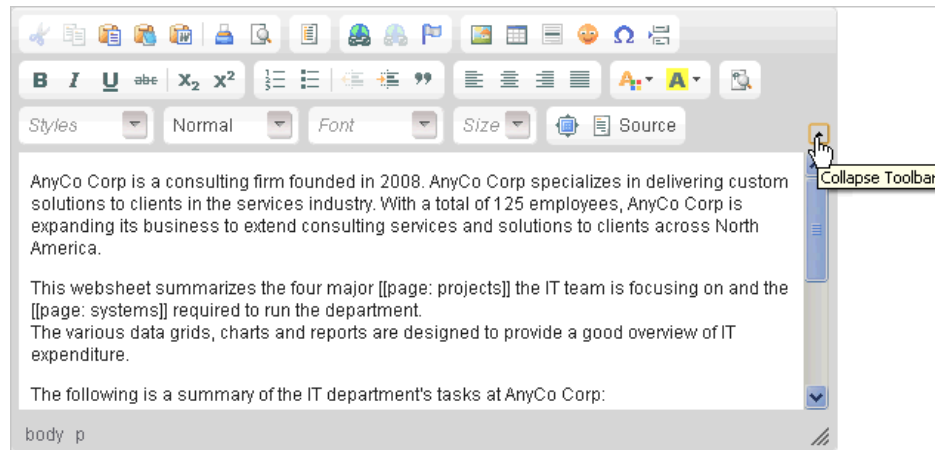 B I U abc X₂ X² A A
Styles Normal Font Size Source
Collapse Toolbar
AnyCo Corp is a consulting firm founded in 2008. AnyCo Corp specializes in delivering custom
solutions to clients in the services industry. With a total of 125 employees, AnyCo Corp is
expanding its business to extend consulting services and solutions to clients across North
America.
This websheet summarizes the four major [[page: projects]] the IT team is focusing on and the
[[page: systems]] required to run the department.
The various data grids, charts and reports are designed to provide a good overview of IT
expenditure.
The following is a summary of the IT department's tasks at AnyCo Corp:
body p